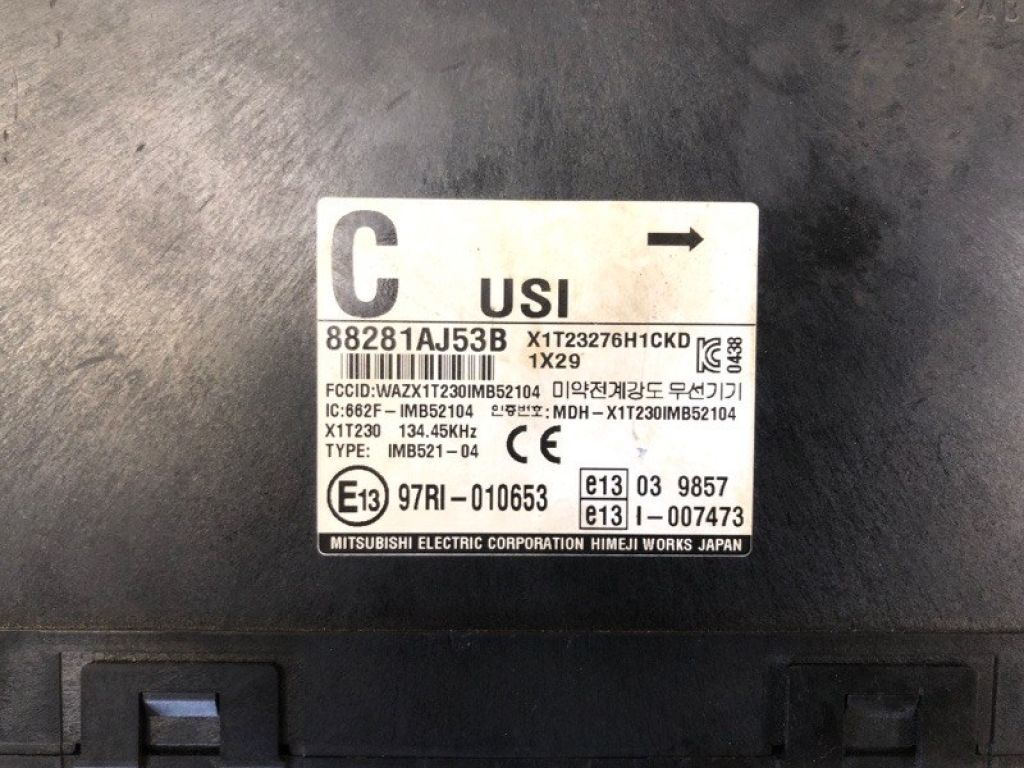 C
USI
88281AJ53B
X1T23276H1CKD
1X29
0438
FCCID:WAZX1T230IMB52104 미약전계강도 무선기기
IC:662F-IMB52104 인증번호:MDH-X1T230IMB52104
X1T230 134.45KHz
TYPE: IMB521-04
CE
E13 97RI-010653
e13 03 9857
e13 I-007473
MITSUBISHI ELECTRIC CORPORATION HIMEJI WORKS JAPAN